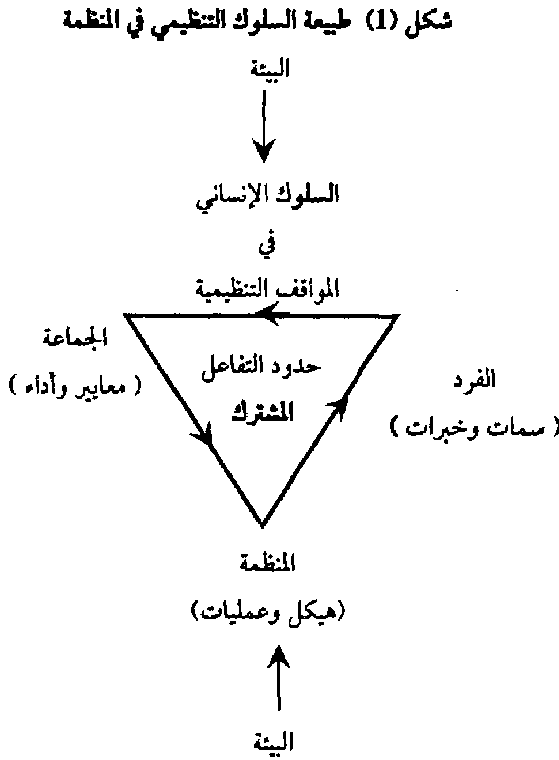 شكل (1) طبيعة السلوك التنظيمي في المنظمة
البيئة
السلوك الإنساني
في
المواقف التنظيمية
الجماعة
(معايير وأداء)
حدود التفاعل
المشترك
الفرد
(سمات وخبرات)
المنظمة
(هيكل وعمليات)
البيئة